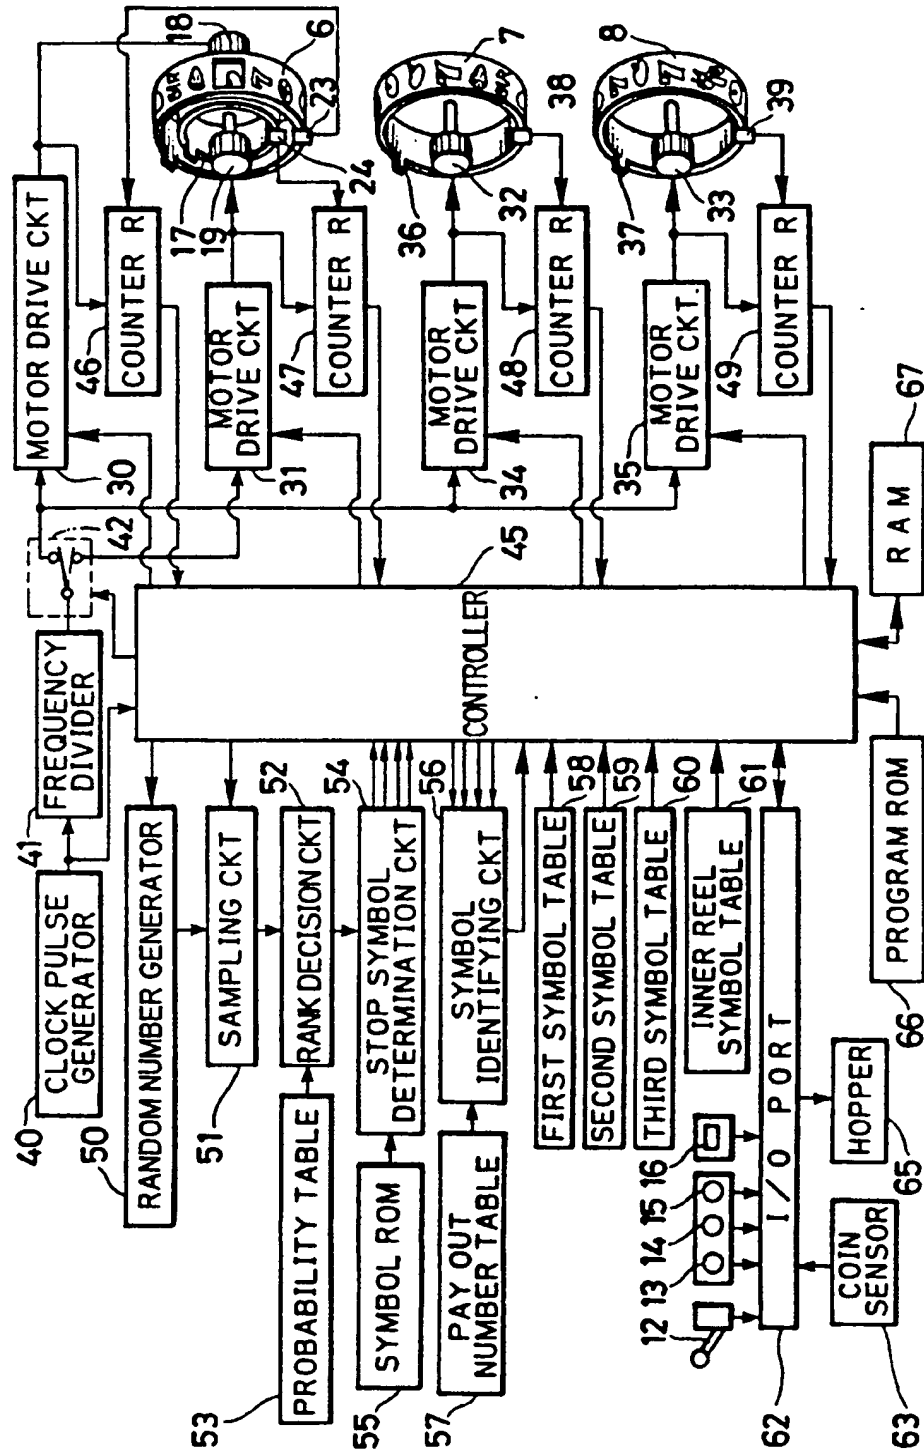 40
CLOCK PULSE
GENERATOR
41
FREQUENCY
DIVIDER
42
30
MOTOR DRIVE CKT
18
6
23
24
17
19
46
COUNTER R
31
MOTOR
DRIVE CKT
47
COUNTER R
7
38
36
32
34
MOTOR
DRIVE CKT
48
COUNTER R
8
39
37
33
35
MOTOR
DRIVE CKT.
49
COUNTER R
50
RANDOM NUMBER GENERATOR
51
SAMPLING CKT
52
RANK DECISION CKT
53
PROBABILITY TABLE
54
STOP SYMBOL
DETERMINATION CKT
55
SYMBOL ROM
56
SYMBOL
IDENTIFYING CKT
57
PAY OUT
NUMBER TABLE
45
CONTROLLER
58
FIRST SYMBOL TABLE
59
SECOND SYMBOL TABLE
60
THIRD SYMBOL TABLE
61
INNER REEL
SYMBOL TABLE
12
13
14
15
16
62
I/O PORT
63
COIN
SENSOR
65
HOPPER
66
PROGRAM ROM
67
RAM
7
7
7
BAR
BAR